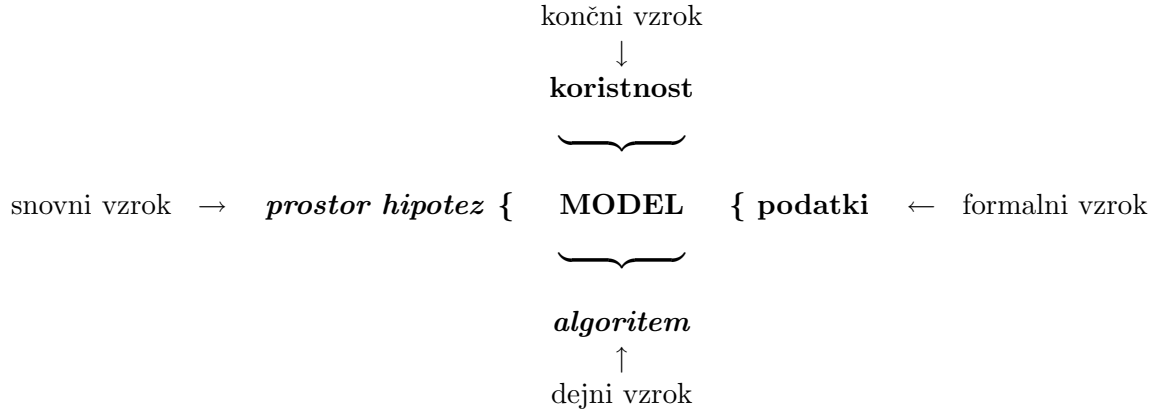 končni vzrok
↓
koristnost
snovni vzrok → prostor hipotez { MODEL { podatki ← formalni vzrok
algoritem
↑
dejni vzrok